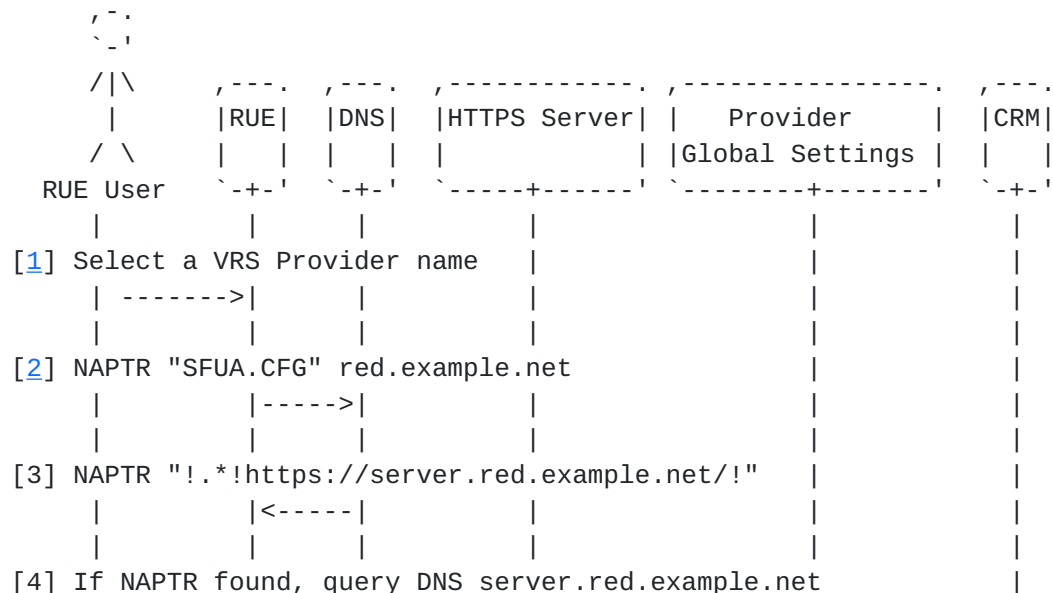 ,-.
     `-'
     /|\     ,---.  ,---.  ,------------. ,----------------.  ,---.
      |      |RUE|  |DNS|  |HTTPS Server| |   Provider     |  |CRM|
     / \     |   |  |   |  |            | |Global Settings |  |   |
  RUE User   `-+-'  `-+-'  `-----+------' `--------+-------'  `-+-'
     |         |      |          |                 |            |
[1] Select a VRS Provider name   |                 |            |
     | ------->|      |          |                 |            |
     |         |      |          |                 |            |
[2] NAPTR "SFUA.CFG" red.example.net               |            |
     |         |----->|          |                 |            |
     |         |      |          |                 |            |
[3] NAPTR "!.*!https://server.red.example.net/!"   |            |
     |         |<-----|          |                 |            |
     |         |      |          |                 |            |
[4] If NAPTR found, query DNS server.red.example.net            |